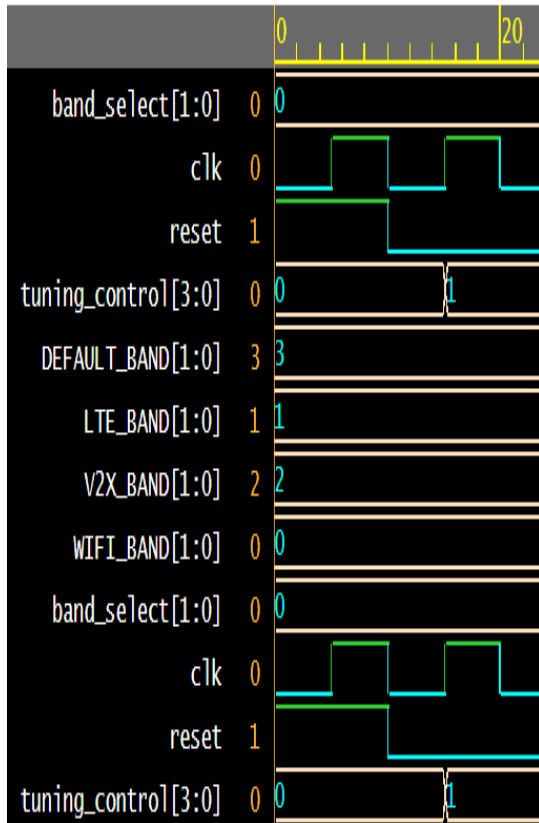 0 20
band_select[1:0] 0 0
clk 0
reset 1
tuning_control[3:0] 0 0 1
DEFAULT_BAND[1:0] 3 3
LTE_BAND[1:0] 1 1
V2X_BAND[1:0] 2 2
WIFI_BAND[1:0] 0 0
band_select[1:0] 0 0
clk 0
reset 1
tuning_control[3:0] 0 0 1